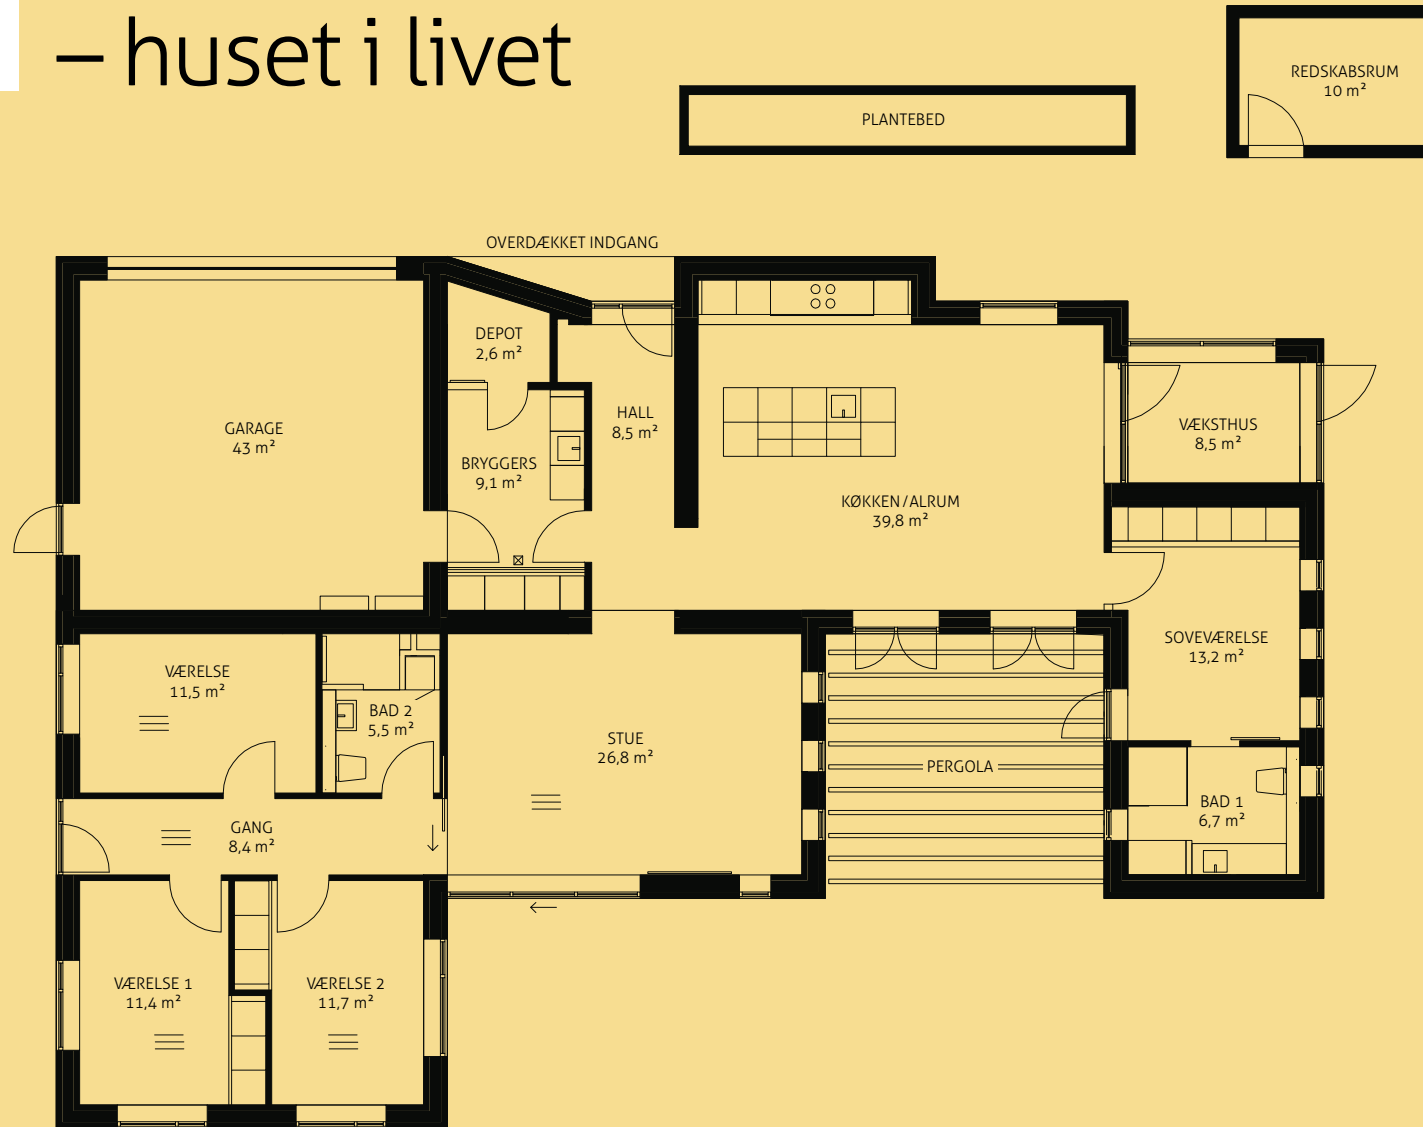 – huset i livet
REDSKABSRUM
10 m²
PLANTEBED
OVERDÆKKET INDGANG
DEPOT
2,6 m²
GARAGE
43 m²
HALL
8,5 m²
VÆKSTHUS
8,5 m²
BRYGGERS
9,1 m²
KØKKEN/ALRUM
39,8 m²
SOVEVÆRELSE
13,2 m²
VÆRELSE
11,5 m²
BAD 2
5,5 m²
STUE
26,8 m²
PERGOLA
BAD 1
6,7 m²
GANG
8,4 m²
VÆRELSE 1
11,4 m²
VÆRELSE 2
11,7 m²